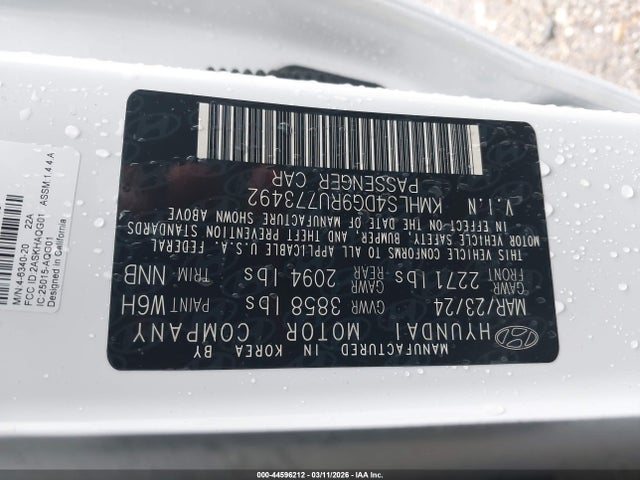 MANUFACTURED IN KOREA BY
HYUNDAI MOTOR COMPANY
MAR/23/24 PAINT W6H
GVWR 3858 lbs TRIM NNB
GAWR FRONT 2271 lbs GAWR REAR 2094 lbs
THIS VEHICLE CONFORMS TO ALL APPLICABLE U.S.A. FEDERAL
MOTOR VEHICLE SAFETY, BUMPER, AND THEFT PREVENTION STANDARDS
IN EFFECT ON THE DATE OF MANUFACTURE SHOWN ABOVE
V.I.N KMHLS4DG9RU773492
PASSENGER CAR
M/N 4-6340-20 22A
FCC ID 2ASKHAQG01 ASSM:1.4 4.A
IC:25015-AQG01
Designed in California
000-44596212 - 03/11/2026 - IAA Inc.